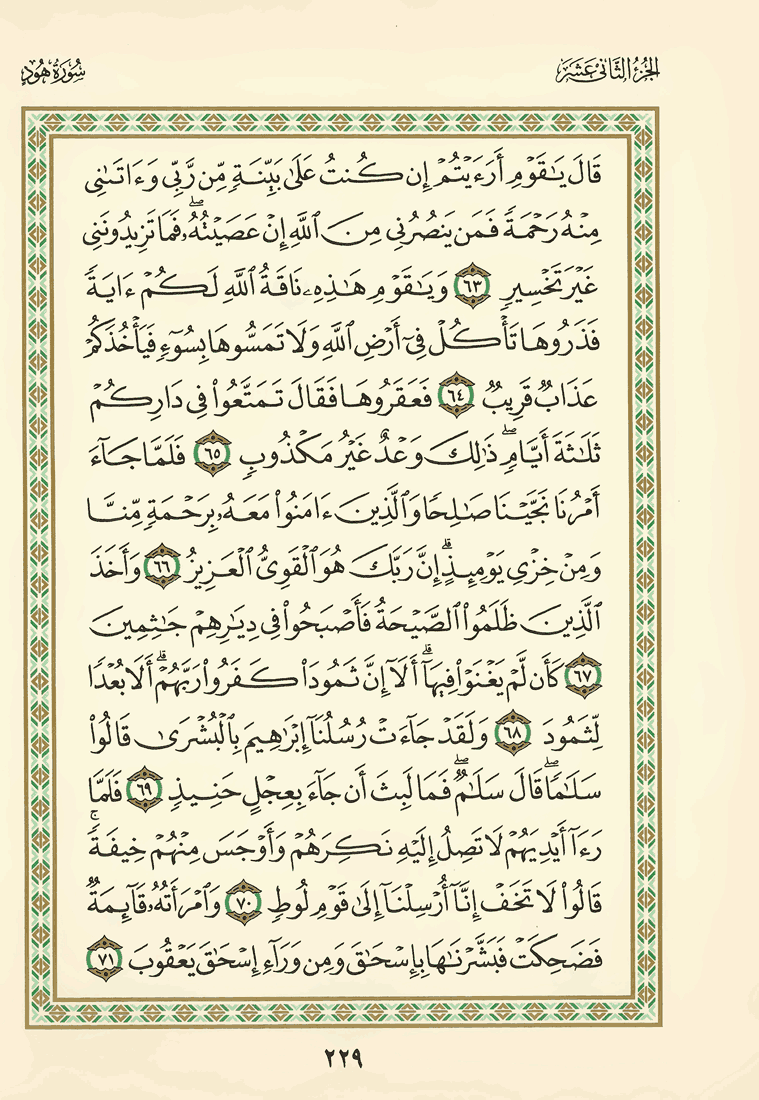 الجزء الثاني عشر
سورة هود
قَالَ يَٰقَوْمِ أَرَءَيْتُمْ إِن كُنتُ عَلَىٰ بَيِّنَةٍ مِّن رَّبِّى وَءَاتَىٰنِى
مِنْهُ رَحْمَةً فَمَن يَنصُرُنِى مِنَ ٱللَّهِ إِنْ عَصَيْتُهُۥۖ فَمَا تَزِيدُونَنِى
غَيْرَ تَخْسِيرٍ ٦٣ وَيَٰقَوْمِ هَٰذِهِۦ نَاقَةُ ٱللَّهِ لَكُمْ ءَايَةً
فَذَرُوهَا تَأْكُلْ فِىٓ أَرْضِ ٱللَّهِ وَلَا تَمَسُّوهَا بِسُوٓءٍ فَيَأْخُذَكُمْ
عَذَابٌ قَرِيبٌ ٦٤ فَعَقَرُوهَا فَقَالَ تَمَتَّعُوا۟ فِى دَارِكُمْ
ثَلَٰثَةَ أَيَّامٍۖ ذَٰلِكَ وَعْدٌ غَيْرُ مَكْذُوبٍ ٦٥ فَلَمَّا جَآءَ
أَمْرُنَا نَجَّيْنَا صَٰلِحًا وَٱلَّذِينَ ءَامَنُوا۟ مَعَهُۥ بِرَحْمَةٍ مِّنَّا
وَمِنْ خِزْىِ يَوْمِئِذٍۗ إِنَّ رَبَّكَ هُوَ ٱلْقَوِىُّ ٱلْعَزِيزُ ٦٦ وَأَخَذَ
ٱلَّذِينَ ظَلَمُوا۟ ٱلصَّيْحَةُ فَأَصْبَحُوا۟ فِى دِيَٰرِهِمْ جَٰثِمِينَ
٦٧ كَأَن لَّمْ يَغْنَوْا۟ فِيهَآۗ أَلَآ إِنَّ ثَمُودَا۟ كَفَرُوا۟ رَبَّهُمْۗ أَلَا بُعْدًا
لِّثَمُودَ ٦٨ وَلَقَدْ جَآءَتْ رُسُلُنَآ إِبْرَٰهِيمَ بِٱلْبُشْرَىٰ قَالُوا۟
سَلَٰمًاۖ قَالَ سَلَٰمٌۖ فَمَا لَبِثَ أَن جَآءَ بِعِجْلٍ حَنِيذٍ ٦٩ فَلَمَّا
رَءَآ أَيْدِيَهُمْ لَا تَصِلُ إِلَيْهِ نَكِرَهُمْ وَأَوْجَسَ مِنْهُمْ خِيفَةًۚ
قَالُوا۟ لَا تَخَفْ إِنَّآ أُرْسِلْنَآ إِلَىٰ قَوْمِ لُوطٍ ٧٠ وَٱمْرَأَتُهُۥ قَآئِمَةٌ
فَضَحِكَتْ فَبَشَّرْنَٰهَا بِإِسْحَٰقَ وَمِن وَرَآءِ إِسْحَٰقَ يَعْقُوبَ ٧١
٢٢٩